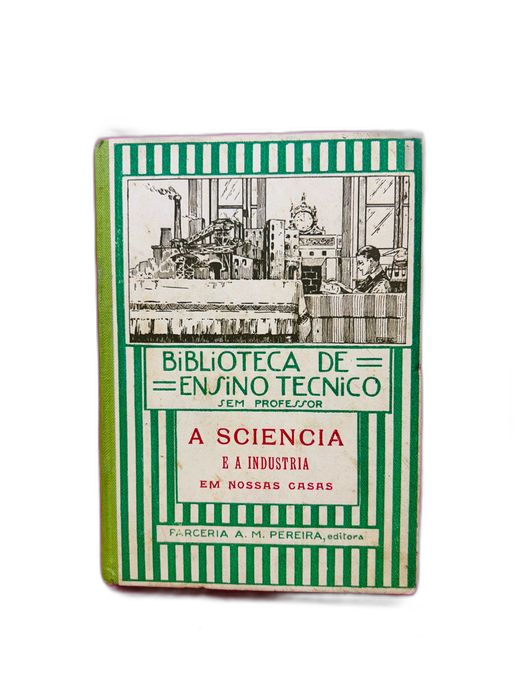 BiBLiOTECA DE
ENSiNO TECNiCO
SEM PROFESSOR
A SCIENCIA
E A INDUSTRIA
EM NOSSAS CASAS
PARCERIA A. M. PEREIRA, editora